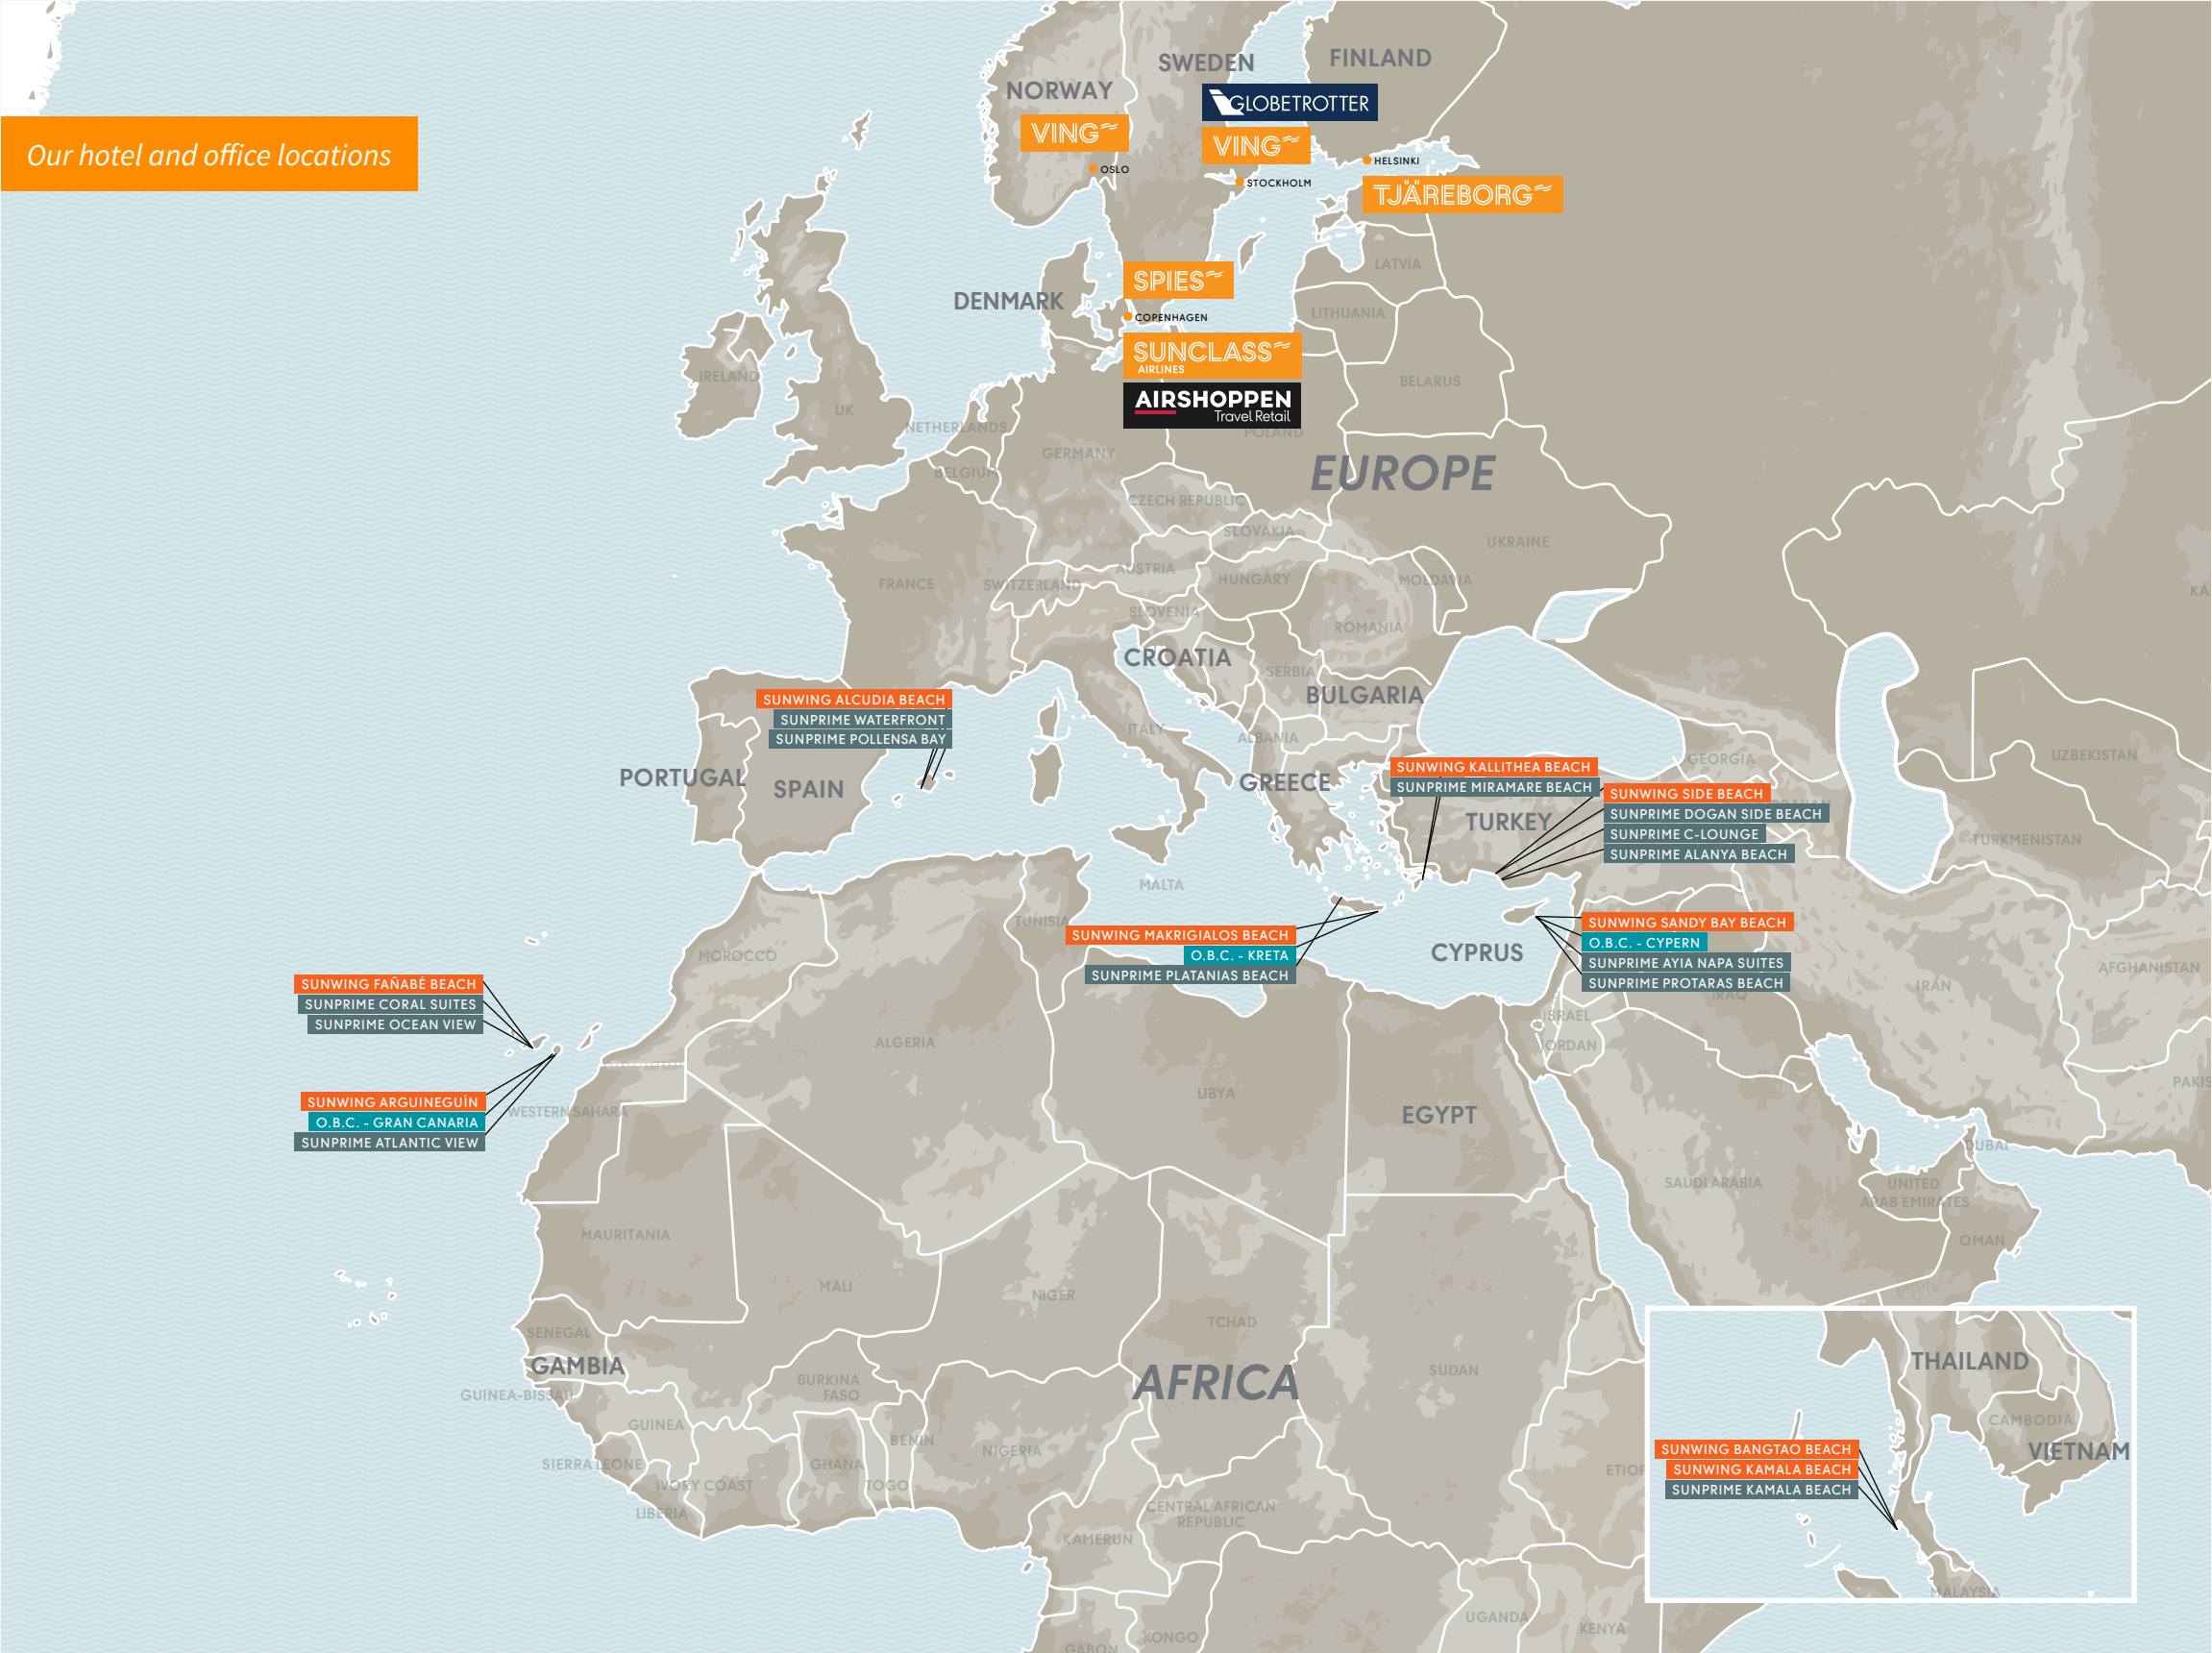 Our hotel and office locations
SWEDEN
FINLAND
NORWAY
GLOBETROTTER
VING
VING
HELSINKI
OSLO
STOCKHOLM
TJÄREBORG
LATVIA
SPIES
DENMARK
COPENHAGEN
LITHUANIA
SUNCLASS
AIRLINES
IRELAND
BELARUS
AIRSHOPPEN
Travel Retail
UK
NETHERLANDS
POLAND
GERMANY
BELGIUM
EUROPE
CZECH REPUBLIC
SLOVAKIA
UKRAINE
AUSTRIA
FRANCE
SWITZERLAND
HUNGARY
MOLDAVIA
KA
SLOVENIA
ROMANIA
CROATIA
SERBIA
BULGARIA
SUNWING ALCUDIA BEACH
SUNPRIME WATERFRONT
SUNPRIME POLLENSA BAY
ITALY
ALBANIA
GEORGIA
UZBEKISTAN
PORTUGAL
SPAIN
GREECE
SUNWING KALLITHEA BEACH
SUNPRIME MIRAMARE BEACH
SUNWING SIDE BEACH
SUNPRIME DOGAN SIDE BEACH
SUNPRIME C-LOUNGE
SUNPRIME ALANYA BEACH
TURKEY
TURKMENISTAN
MALTA
TUNISIA
SUNWING MAKRIGIALOS BEACH
O.B.C. - KRETA
SUNPRIME PLATANIAS BEACH
CYPRUS
SUNWING SANDY BAY BEACH
O.B.C. - CYPERN
SUNPRIME AYIA NAPA SUITES
SUNPRIME PROTARAS BEACH
MOROCCO
AFGHANISTAN
IRAN
IRAQ
SUNWING FAÑABÉ BEACH
SUNPRIME CORAL SUITES
SUNPRIME OCEAN VIEW
ISRAEL
JORDAN
ALGERIA
LIBYA
EGYPT
PAKIS
SUNWING ARGUINEGUÍN
O.B.C. - GRAN CANARIA
SUNPRIME ATLANTIC VIEW
WESTERN SAHARA
DUBAI
SAUDI ARABIA
UNITED
ARAB EMIRATES
MAURITANIA
OMAN
MALI
NIGER
TCHAD
SENEGAL
GAMBIA
SUDAN
THAILAND
AFRICA
BURKINA
FASO
GUINEA-BISSAU
GUINEA
CAMBODIA
BENIN
NIGERIA
VIETNAM
SUNWING BANGTAO BEACH
SUNWING KAMALA BEACH
SUNPRIME KAMALA BEACH
SIERRA LEONE
GHANA
ETIOP
IVORY COAST
TOGO
LIBERIA
CENTRAL AFRICAN
REPUBLIC
KAMERUN
MALAYSIA
UGANDA
KENYA
KONGO
GABON